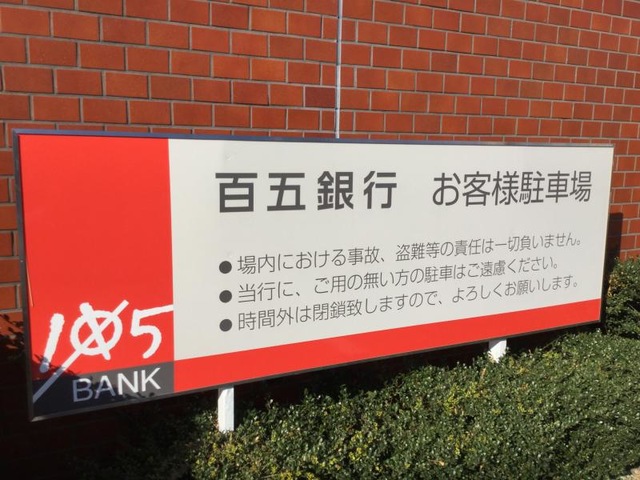 百五銀行 お客様駐車場
●場内における事故、盗難等の責任は一切負いません。
●当行に、ご用の無い方の駐車はご遠慮ください。
●時間外は閉鎖致しますので、よろしくお願いします。
105
BANK